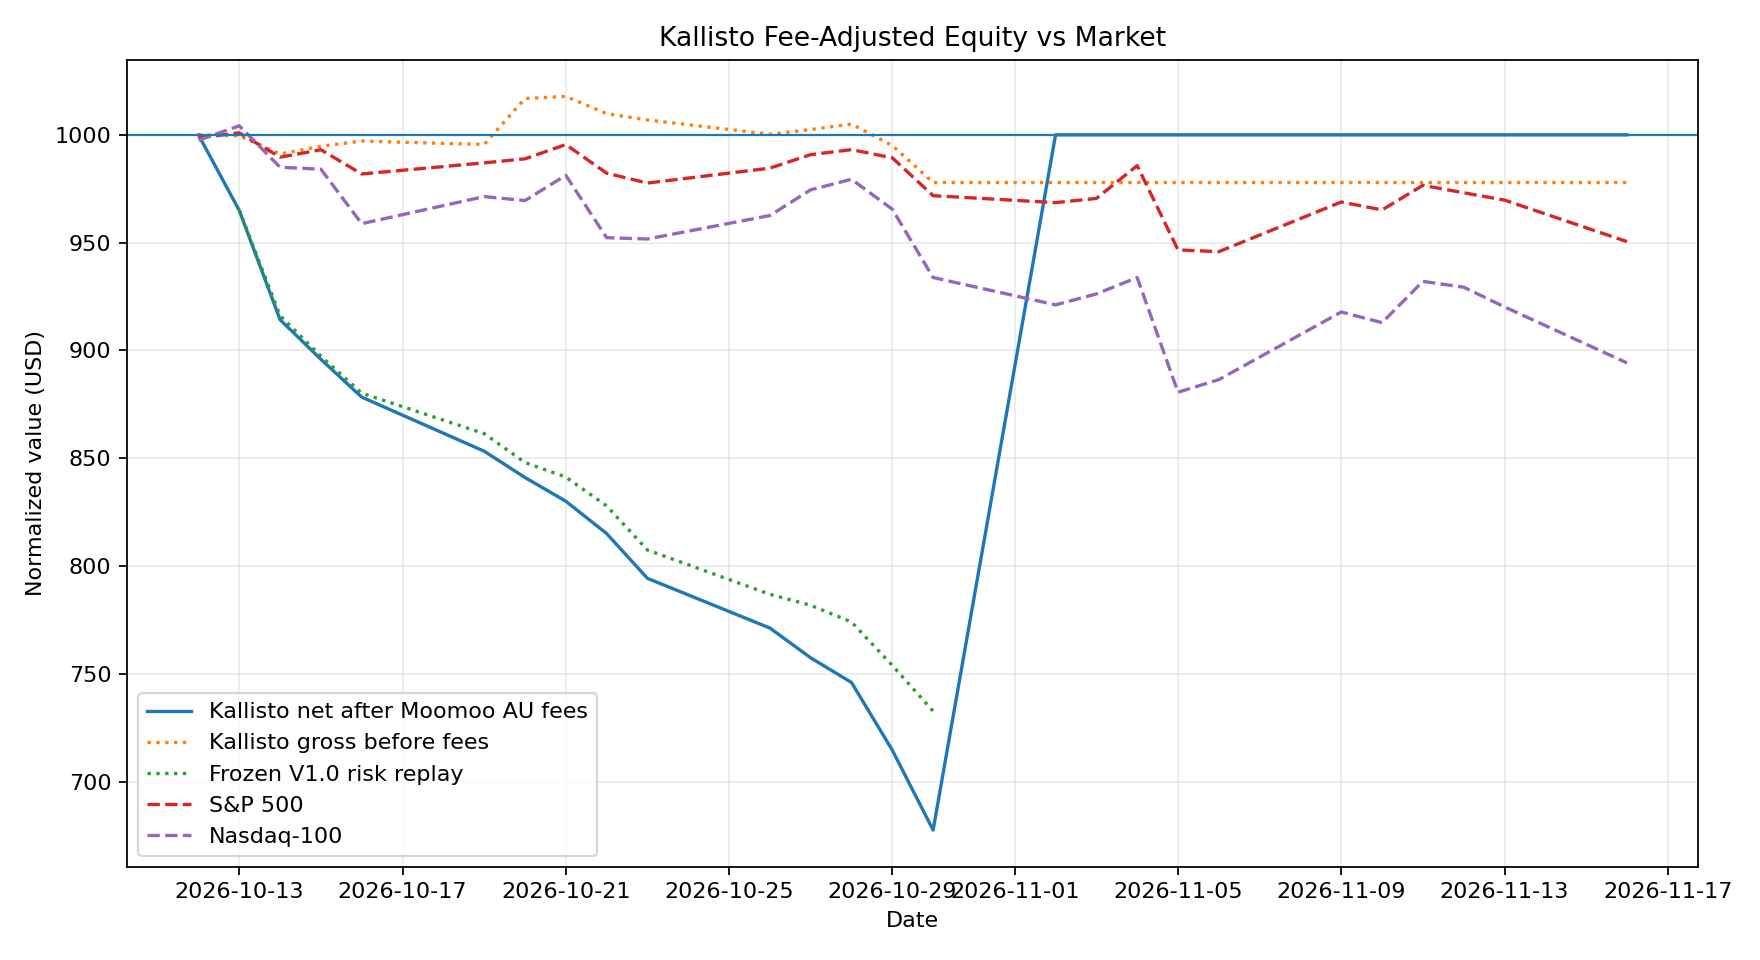 Kallisto Fee-Adjusted Equity vs Market
Normalized value (USD)
1000
950
900
850
800
750
700
Kallisto net after Moomoo AU fees
Kallisto gross before fees
Frozen V1.0 risk replay
S&P 500
Nasdaq-100
2026-10-13 2026-10-17 2026-10-21 2026-10-25 2026-10-29 2026-11-01 2026-11-05 2026-11-09 2026-11-13 2026-11-17
Date